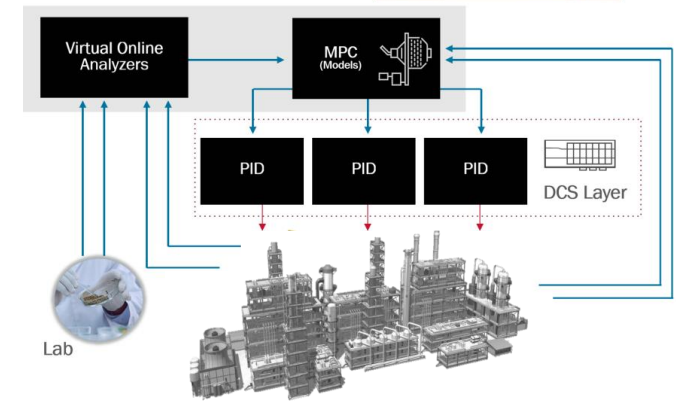 Virtual Online
Analyzers
MPC
(Models)
PID
PID
PID
DCS Layer
Lab